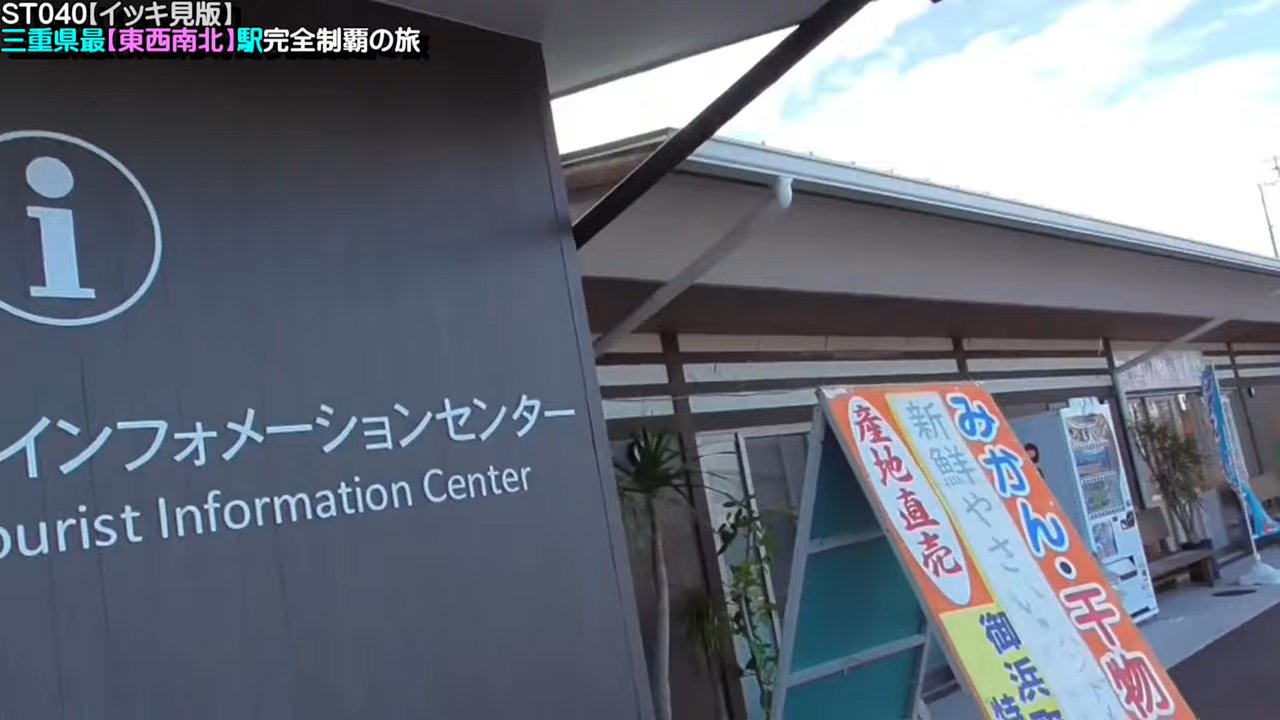 ST040【イッキ見版】
三重県最【東西南北】駅完全制覇の旅
i
インフォメーションセンター
ourist Information Center
みかん・干物
新鮮やさい
産地直売
御浜町